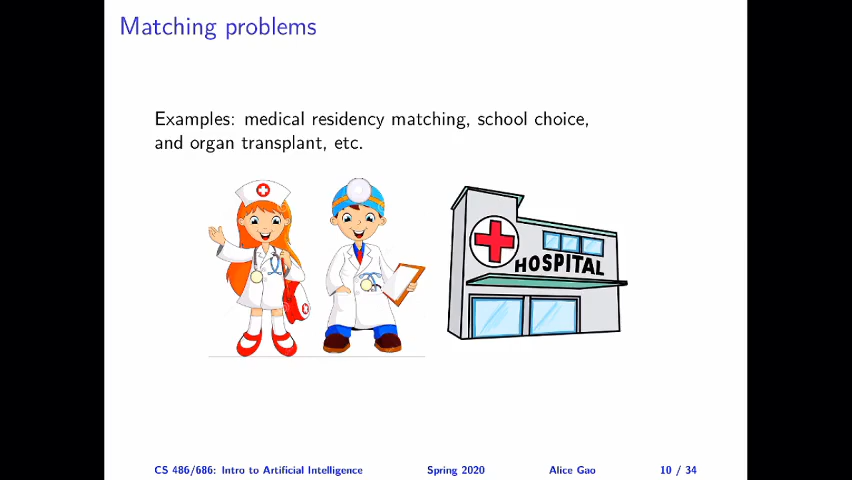 Matching problems
Examples: medical residency matching, school choice,
and organ transplant, etc.
HOSPITAL
CS 486/686: Intro to Artificial Intelligence Spring 2020 Alice Gao 10 / 34